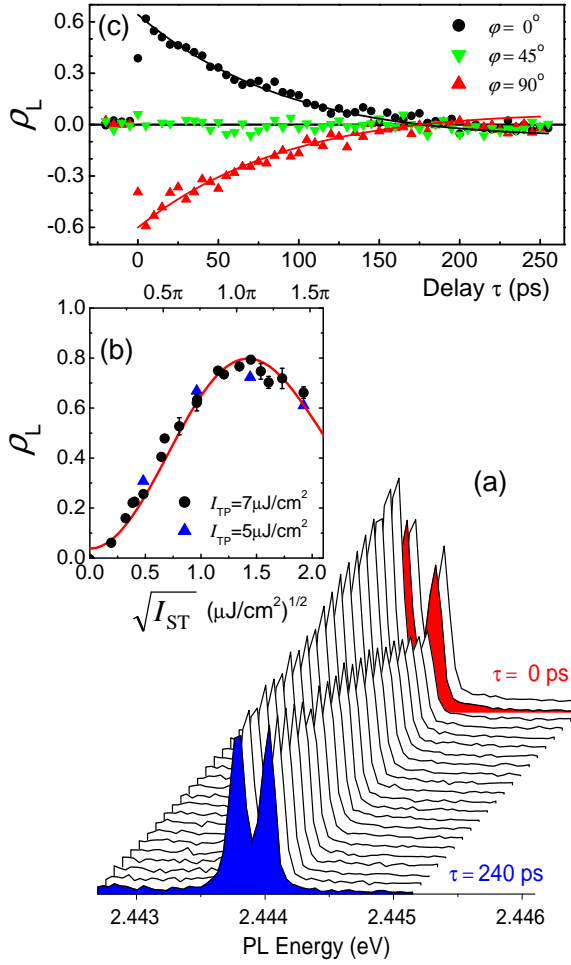 (c)
φ= 0°
φ= 45°
φ= 90°
ρL
0.6
0.3
0.0
-0.3
-0.6
0 50 100 150 200 250
Delay τ (ps)
0.5π 1.0π 1.5π
(b)
ρL
1.0
0.8
0.6
0.4
0.2
0.0
ITP=7μJ/cm²
ITP=5μJ/cm²
0.0 0.5 1.0 1.5 2.0
√IST (μJ/cm²)1/2
(a)
τ = 0 ps
τ = 240 ps
2.443 2.444 2.445 2.446
PL Energy (eV)